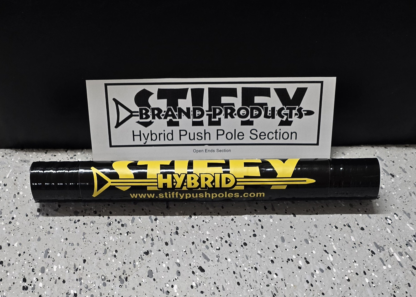 STIFFY
BRAND PRODUCTS
Hybrid Push Pole Section
Open Ends Section
STIFFY
HYBRID
www.stiffypushpoles.com